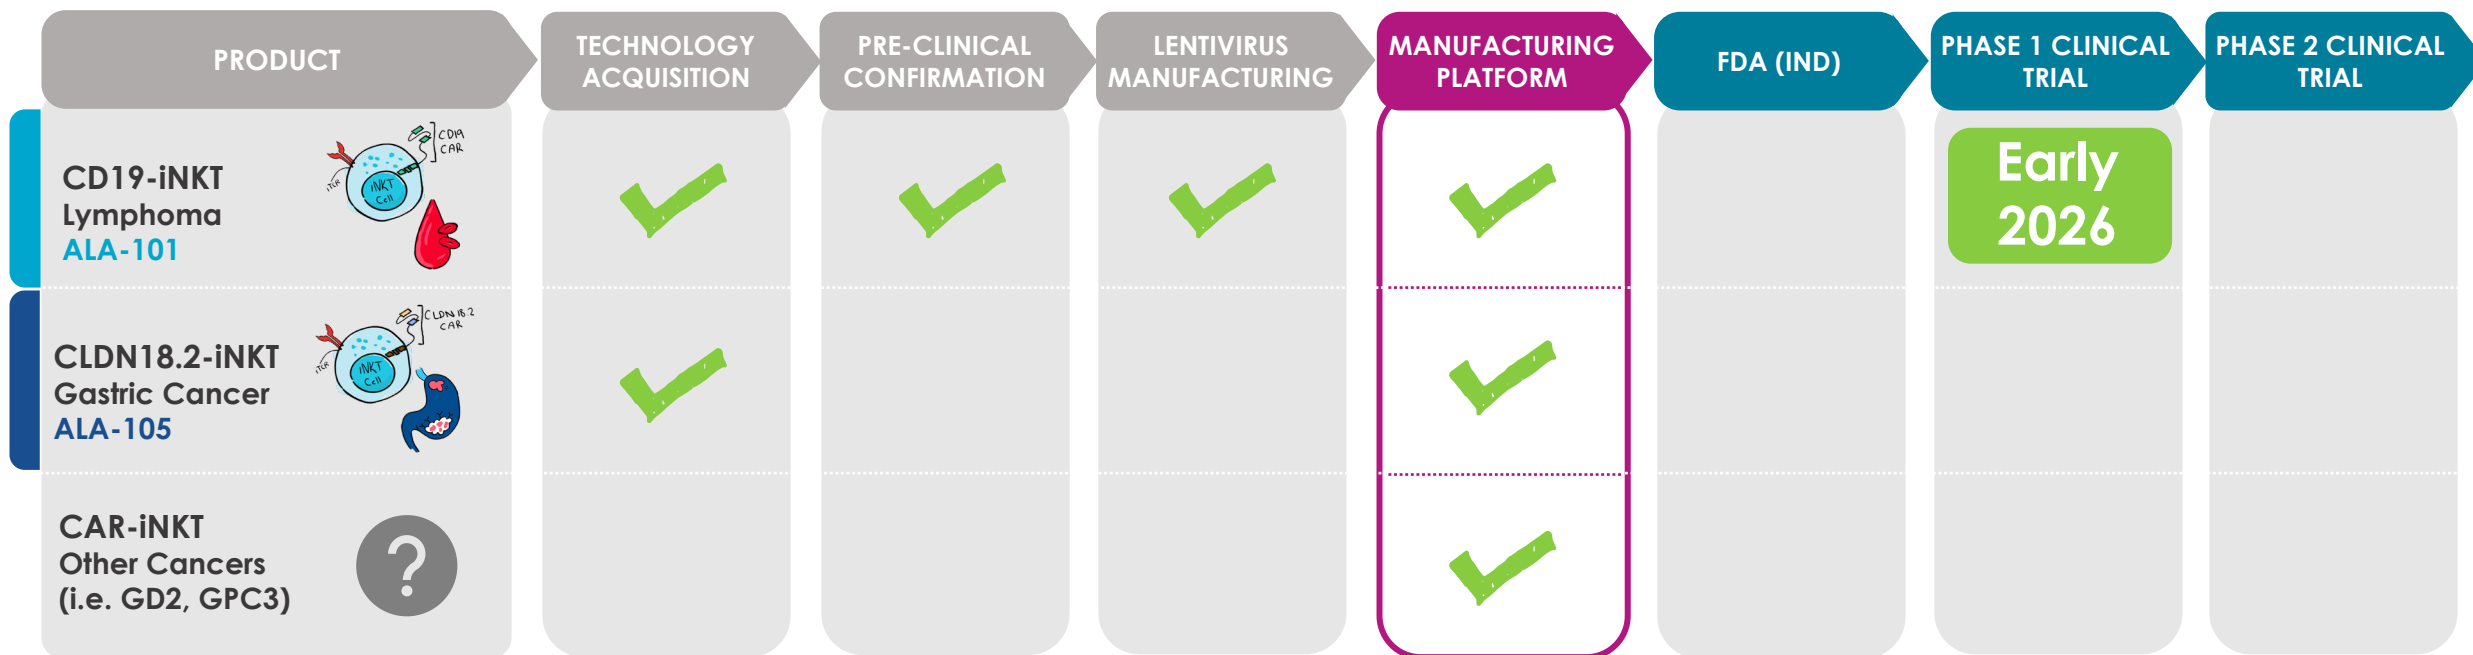 PRODUCT
TECHNOLOGY
ACQUISITION
PRE-CLINICAL
CONFIRMATION
LENTIVIRUS
MANUFACTURING
MANUFACTURING
PLATFORM
FDA (IND)
PHASE 1 CLINICAL
TRIAL
PHASE 2 CLINICAL
TRIAL
CD19-iNKT
Lymphoma
ALA-101
CD19
CAR
iTCR
iNKT
Cell
Early
2026
CLDN18.2-iNKT
Gastric Cancer
ALA-105
CLDN18.2
CAR
iTCR
iNKT
Cell
CAR-iNKT
Other Cancers
(i.e. GD2, GPC3)
?